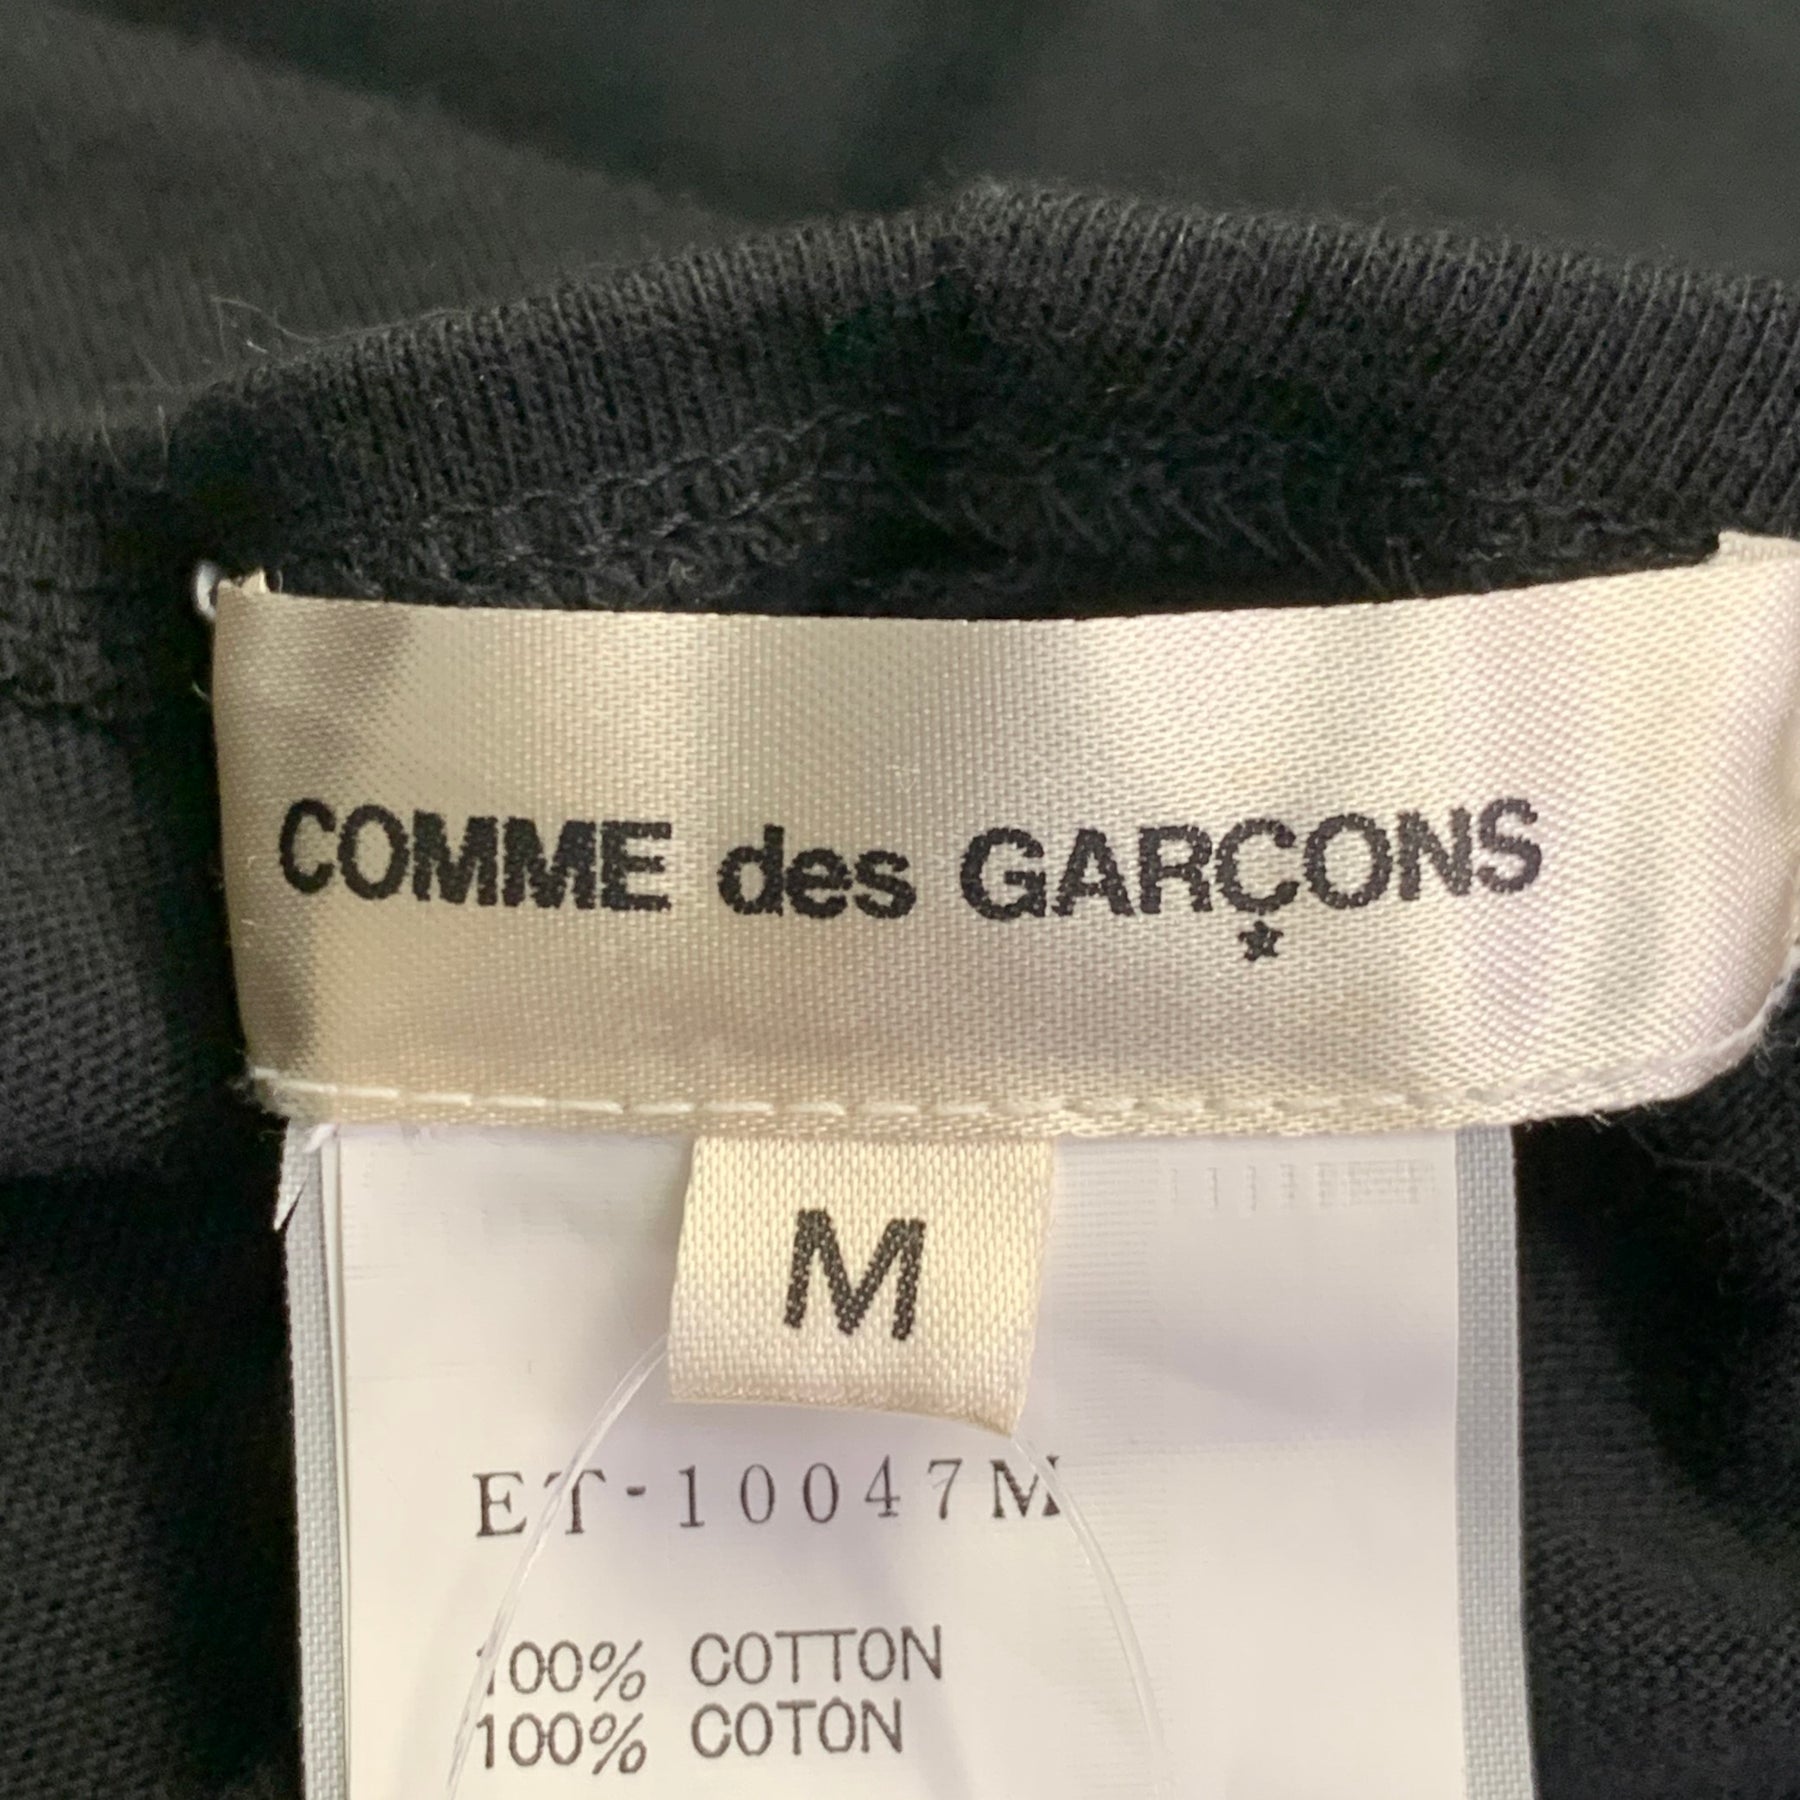 COMME des GARÇONS
M
ET-10047M
100% COTTON
100% COTON